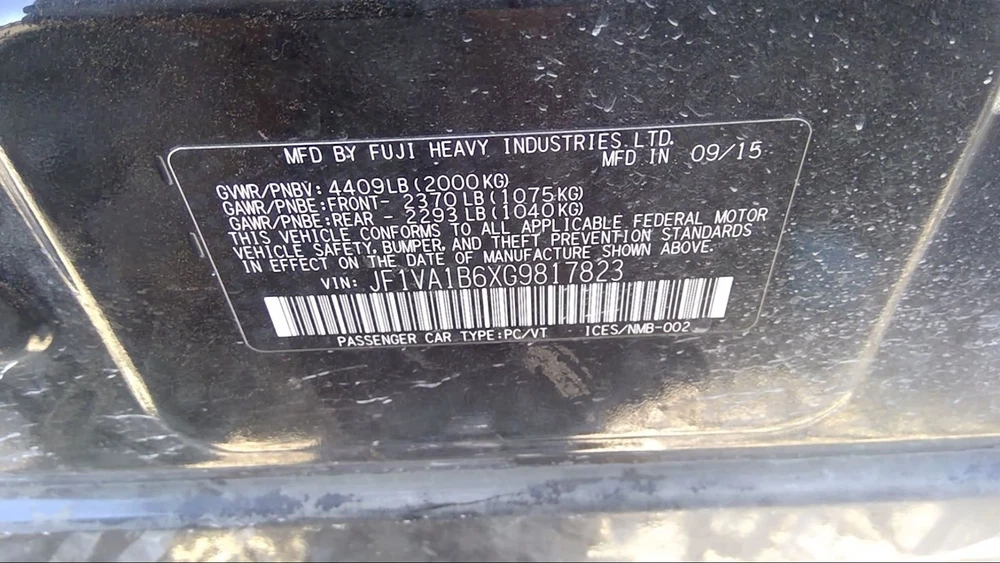 MFD BY FUJI HEAVY INDUSTRIES LTD.
MFD IN 09/15
GVWR/PNBV: 4409LB(2000KG)
GAWR/PNBE:FRONT- 2370LB(1075KG)
GAWR/PNBE:REAR - 2293LB(1040KG)
THIS VEHICLE CONFORMS TO ALL APPLICABLE FEDERAL MOTOR
VEHICLE SAFETY, BUMPER, AND THEFT PREVENTION STANDARDS
IN EFFECT ON THE DATE OF MANUFACTURE SHOWN ABOVE.
VIN: JF1VA1B6XG9817823
PASSENGER CAR TYPE:PC/VT ICES/NMB-002